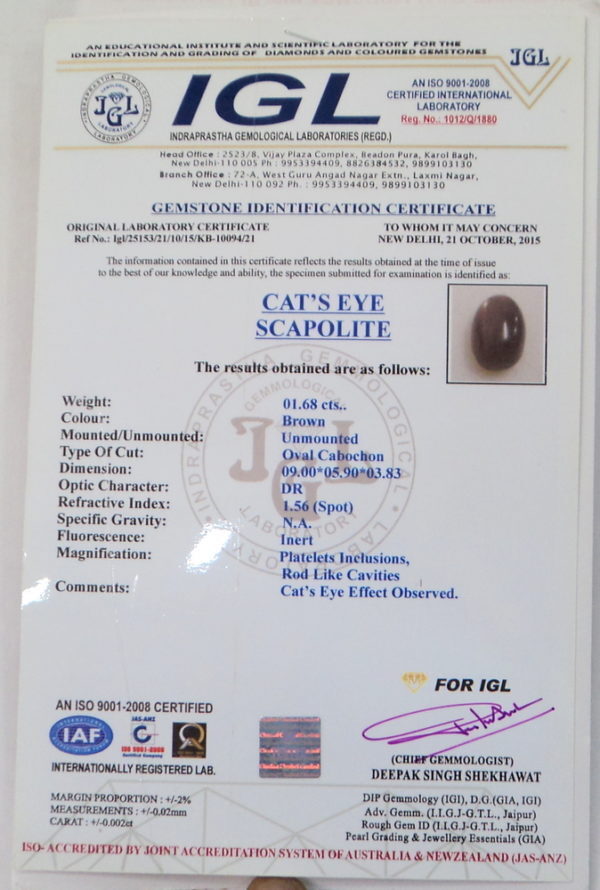 AN EDUCATIONAL INSTITUTE AND SCIENTIFIC LABORATORY FOR THE
IDENTIFICATION AND GRADING OF DIAMONDS AND COLOURED GEMSTONES
IGL
INDRAPRASTHA GEMOLOGICAL LABORATORIES (REGD.)
AN ISO 9001-2008
CERTIFIED INTERNATIONAL
LABORATORY
Reg. No.: 1012/Q/1880
IGL
Head Office : 2523/8, Vijay Plaza Complex, Beadon Pura, Karol Bagh,
New Delhi-110 005 Ph : 9953394409, 8826384532, 9899103130
Branch Office : 72-A, West Guru Angad Nagar Extn., Laxmi Nagar,
New Delhi-110 092 Ph. : 9953394409, 9899103130
GEMSTONE IDENTIFICATION CERTIFICATE
ORIGINAL LABORATORY CERTIFICATE TO WHOM IT MAY CONCERN
Ref No.: Igl/25153/21/10/15/KB-10094/21 NEW DELHI, 21 OCTOBER, 2015
The information contained in this certificate reflects the results obtained at the time of issue
to the best of our knowledge and ability, the specimen submitted for examination is identified as:
CAT'S EYE
SCAPOLITE
The results obtained are as follows:
Weight: 01.68 cts..
Colour: Brown
Mounted/Unmounted: Unmounted
Type Of Cut: Oval Cabochon
Dimension: 09.00*05.90*03.83
Optic Character: DR
Refractive Index: 1.56 (Spot)
Specific Gravity: N.A.
Fluorescence: Inert
Magnification: Platelets Inclusions,
Rod Like Cavities
Comments: Cat's Eye Effect Observed.
INDRAPRASTHA GEMMOLOGICAL LABORATORY
GEMMOLOGICAL
IGL
LABORATORY
AN ISO 9001-2008 CERTIFIED
IAF
JAS-ANZ
ISO 9001-2008
INTERNATIONALLY REGISTERED LAB.
FOR IGL
(CHIEF GEMMOLOGIST)
DEEPAK SINGH SHEKHAWAT
MARGIN PROPORTION : +/-2%
MEASUREMENTS : +/-0.02mm
CARAT : +/-0.002ct
DIP Gemmology (IGI), D.G.(GIA, IGI)
Adv. Gemm. (I.I.G.J-G.T.L., Jaipur)
Rough Gem ID (I.I.G.J-G.T.L., Jaipur)
Pearl Grading & Jewellery Essentials (GIA)
ISO- ACCREDITED BY JOINT ACCREDITATION SYSTEM OF AUSTRALIA & NEWZEALAND (JAS-ANZ)